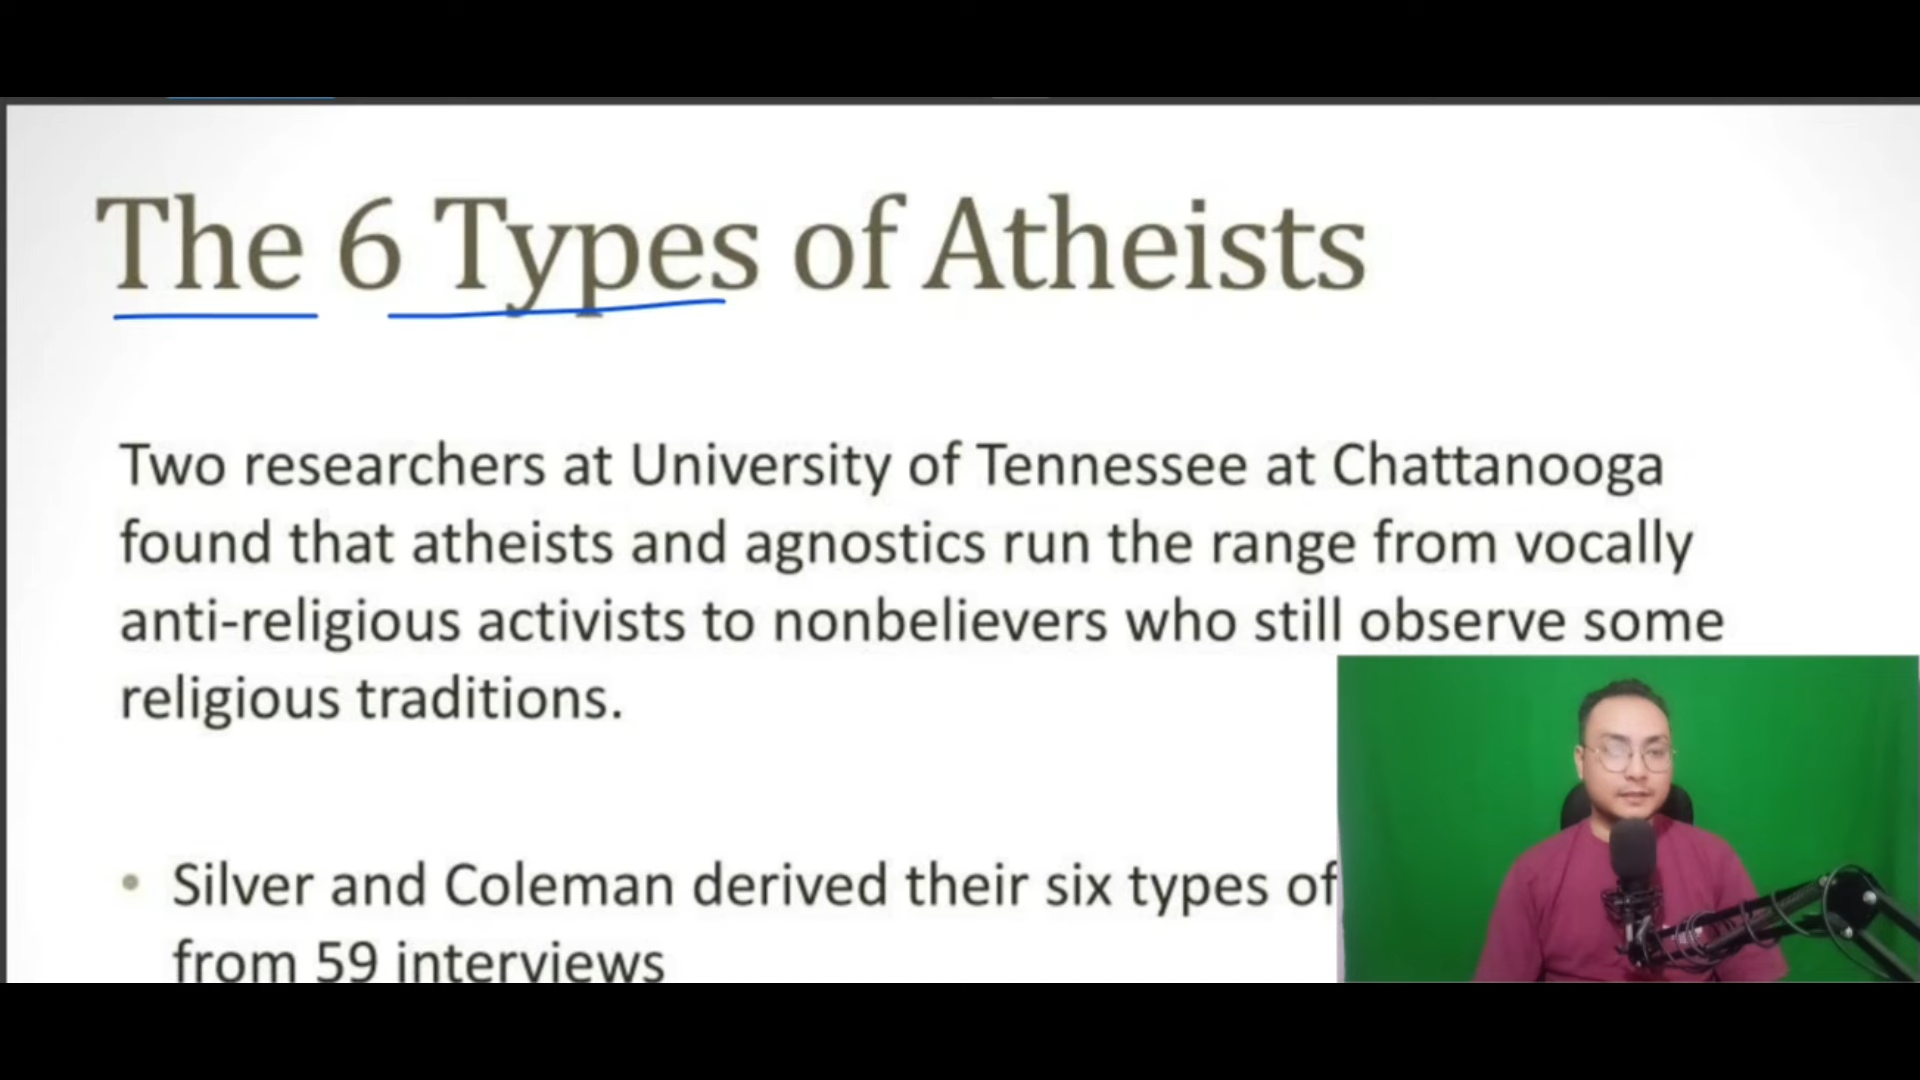 The 6 Types of Atheists
Two researchers at University of Tennessee at Chattanooga
found that atheists and agnostics run the range from vocally
anti-religious activists to nonbelievers who still observe some
religious traditions.
• Silver and Coleman derived their six types of
from 59 interviews